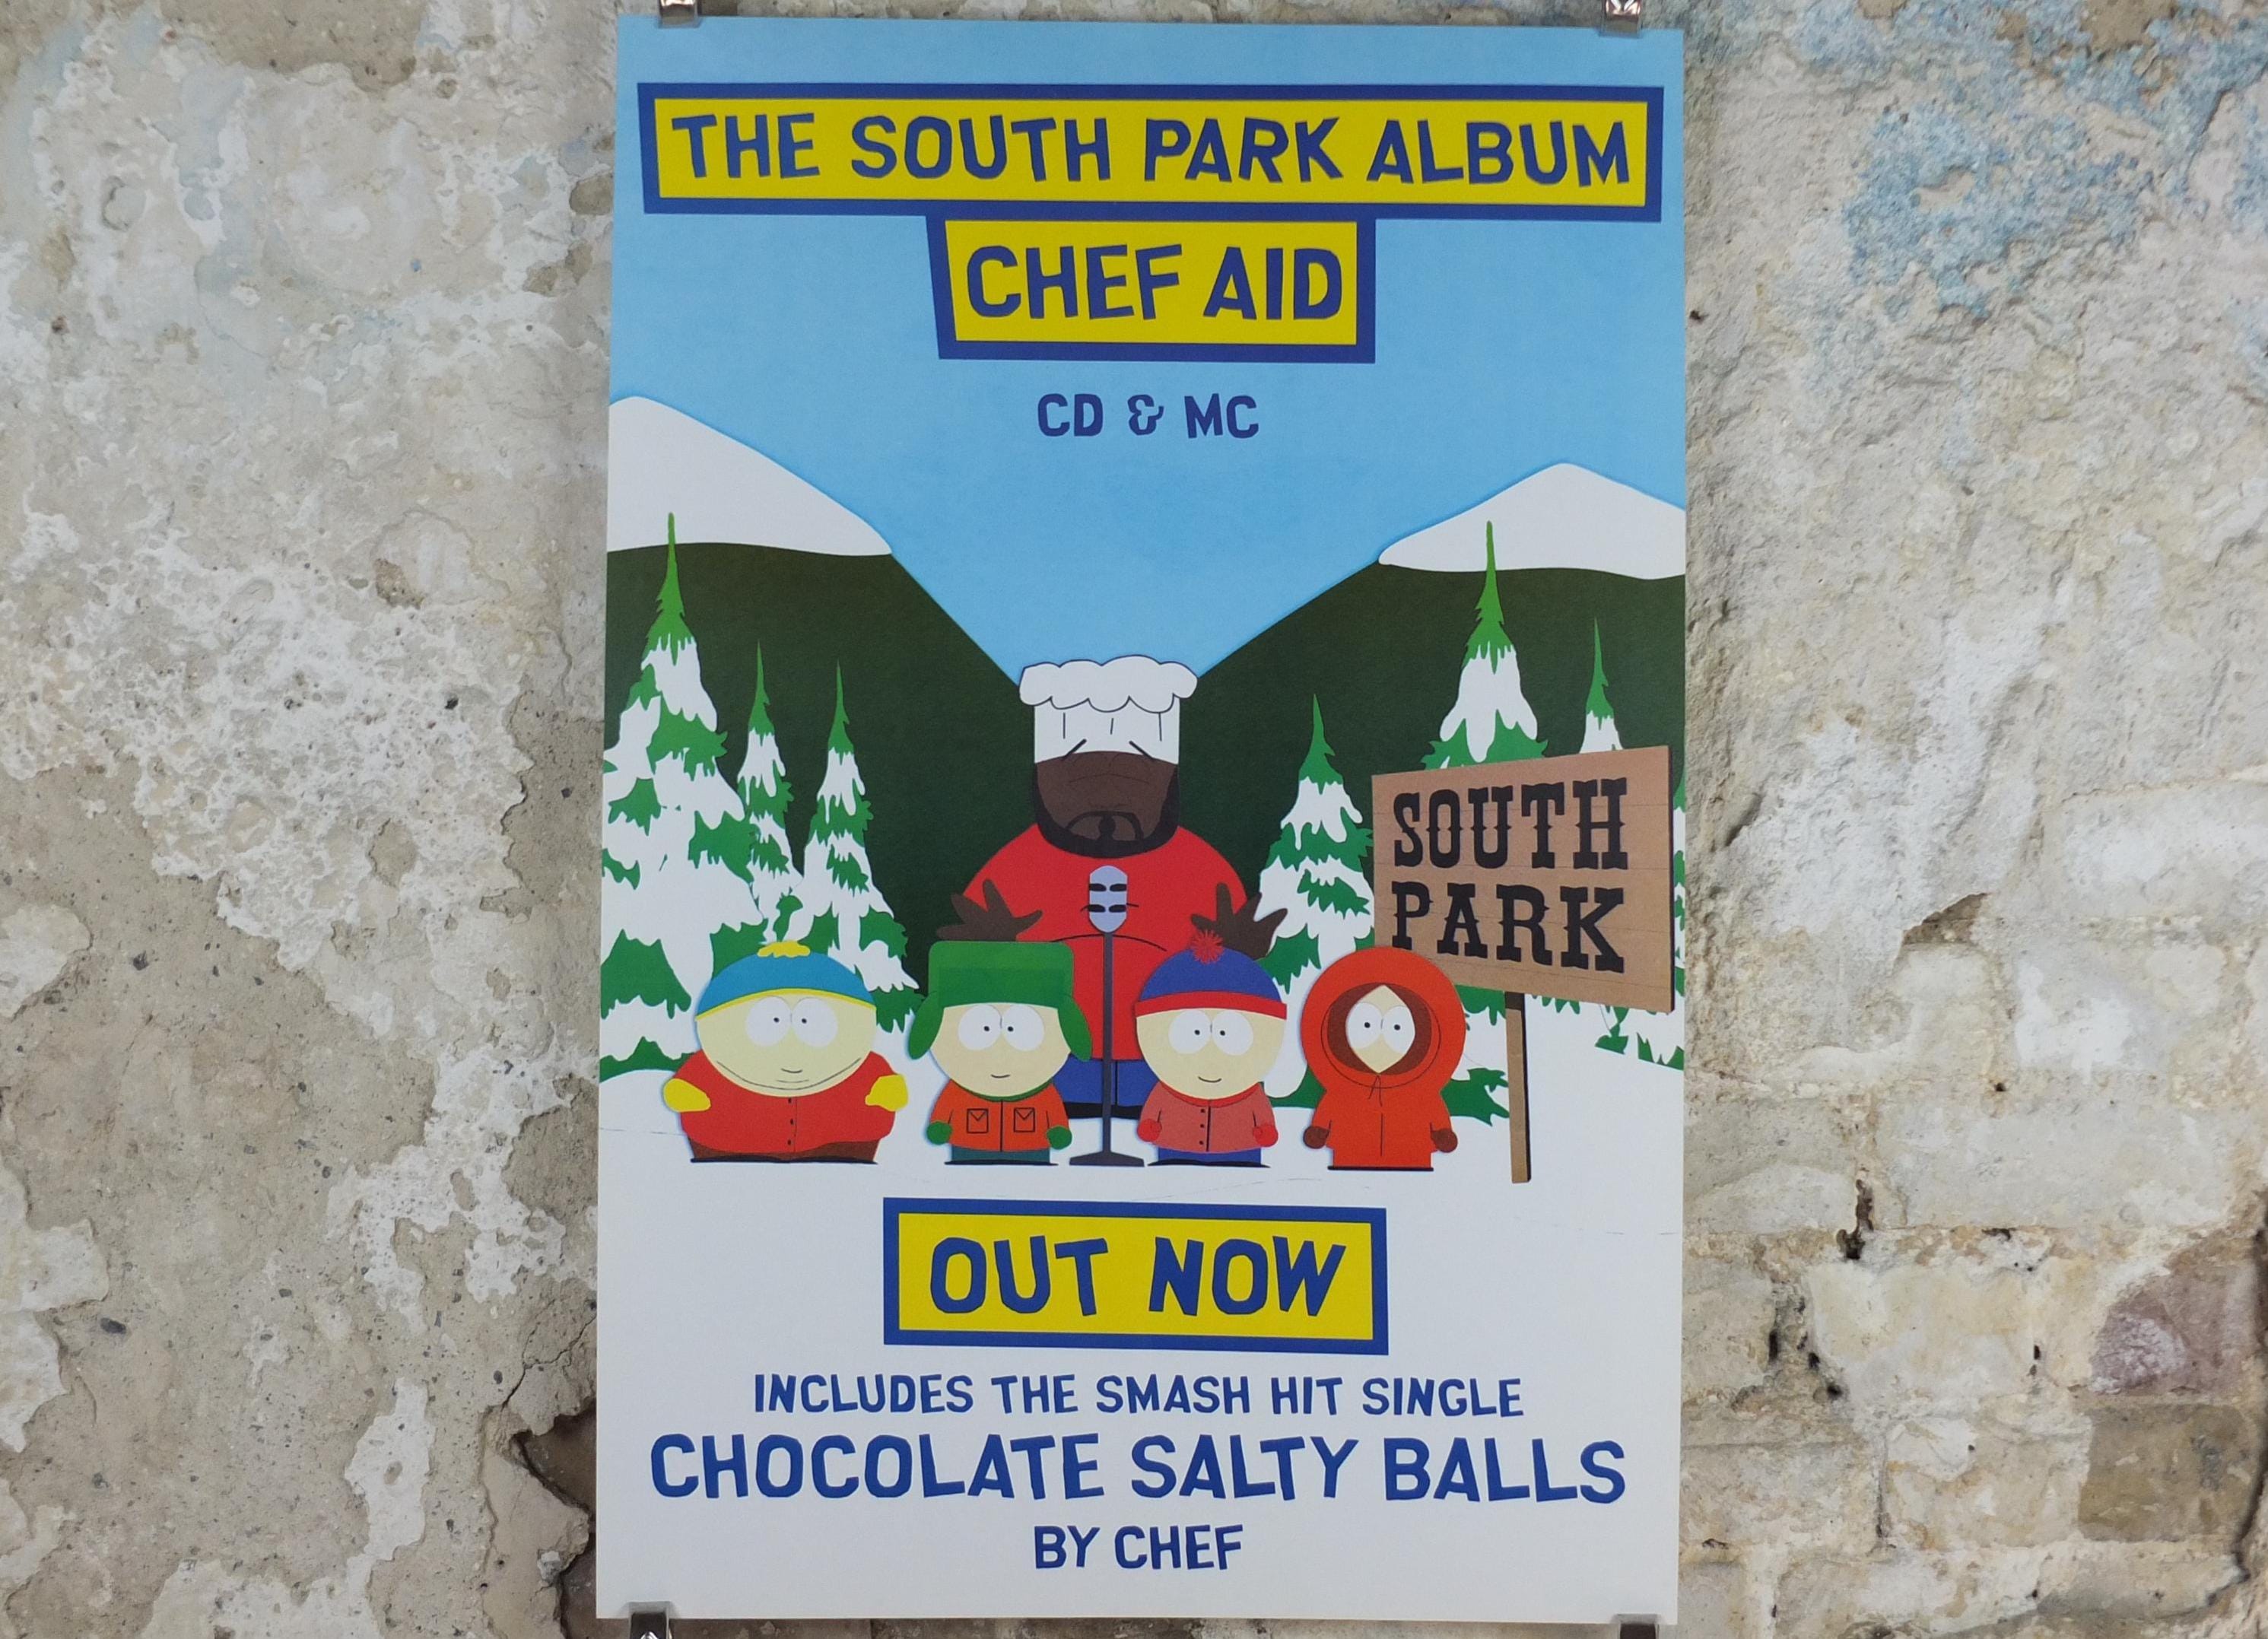 THE SOUTH PARK ALBUM
CHEF AID
CD & MC
SOUTH
PARK
OUT NOW
INCLUDES THE SMASH HIT SINGLE
CHOCOLATE SALTY BALLS
BY CHEF